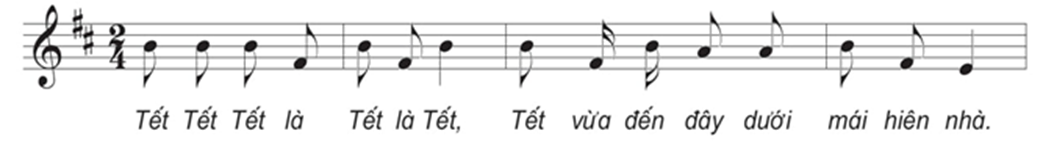 2
4
Tết Tết Tết là Tết là Tết, Tết vừa đến đây dưới mái hiên nhà.